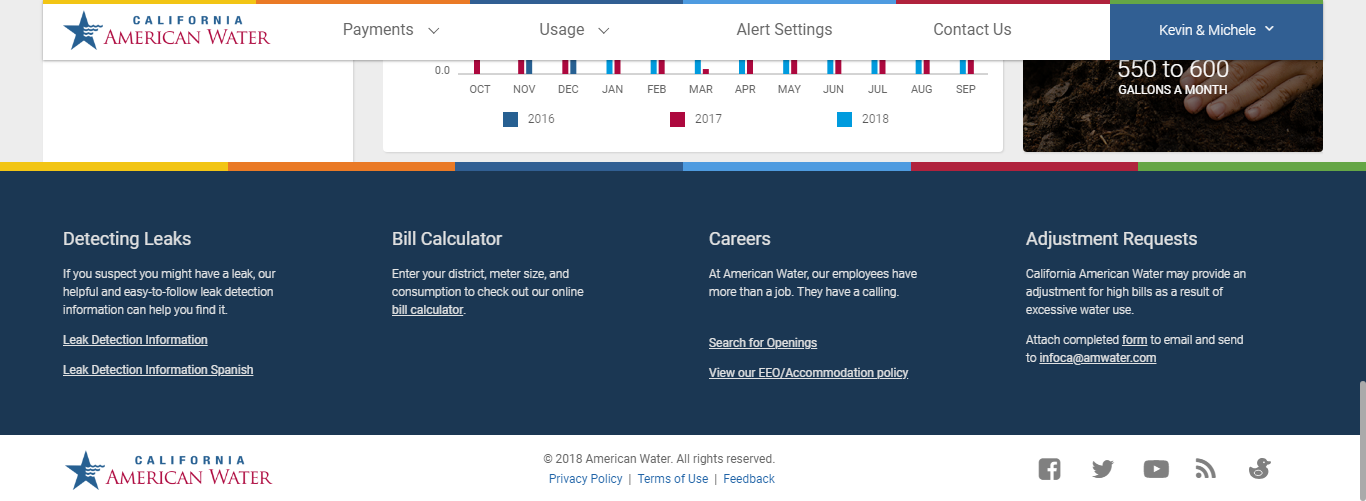 CALIFORNIA
AMERICAN WATER
Payments
Usage
Alert Settings
Contact Us
Kevin & Michele
0.0
OCT NOV DEC JAN FEB MAR APR MAY JUN JUL AUG SEP
2016 2017 2018
550 to 600
GALLONS A MONTH
Detecting Leaks
If you suspect you might have a leak, our
helpful and easy-to-follow leak detection
information can help you find it.
Leak Detection Information
Leak Detection Information Spanish
Bill Calculator
Enter your district, meter size, and
consumption to check out our online
bill calculator.
Careers
At American Water, our employees have
more than a job. They have a calling.
Search for Openings
View our EEO/Accommodation policy
Adjustment Requests
California American Water may provide an
adjustment for high bills as a result of
excessive water use.
Attach completed form to email and send
to infoca@amwater.com
CALIFORNIA
AMERICAN WATER
© 2018 American Water. All rights reserved.
Privacy Policy | Terms of Use | Feedback